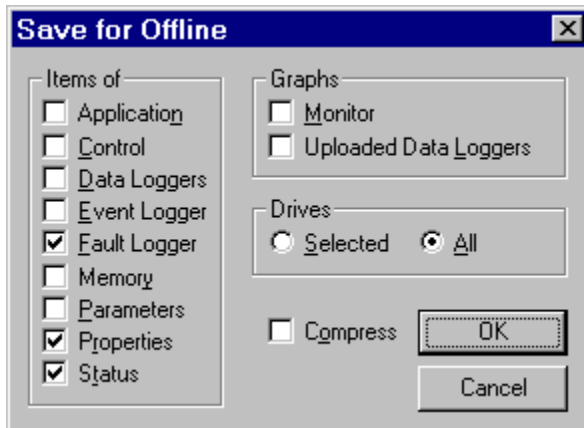 Save for Offline
Items of
Application
Control
Data Loggers
Event Logger
Fault Logger
Memory
Parameters
Properties
Status
Graphs
Monitor
Uploaded Data Loggers
Drives
Selected All
Compress OK
Cancel